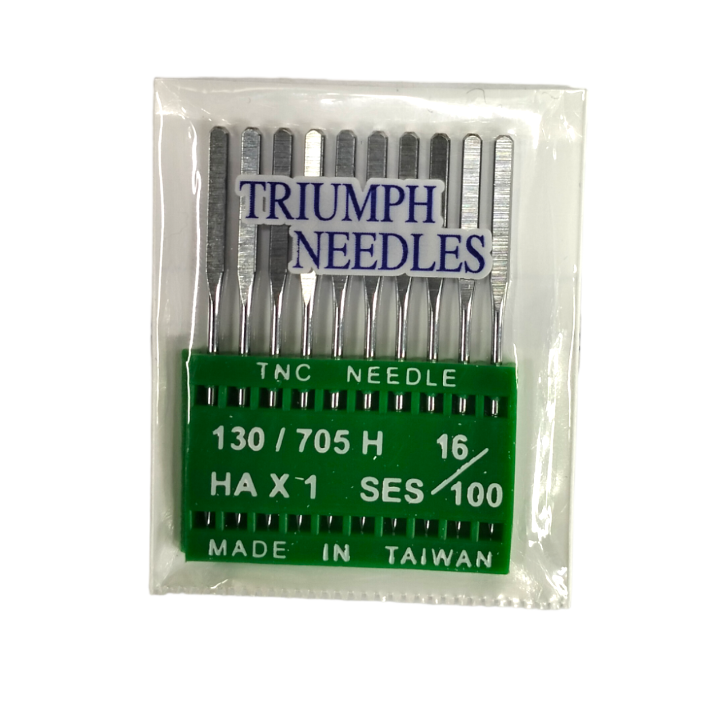 TRIUMPH
NEEDLES
TNC NEEDLE
130 / 705 H 16/
HA X 1 SES /100
MADE IN TAIWAN